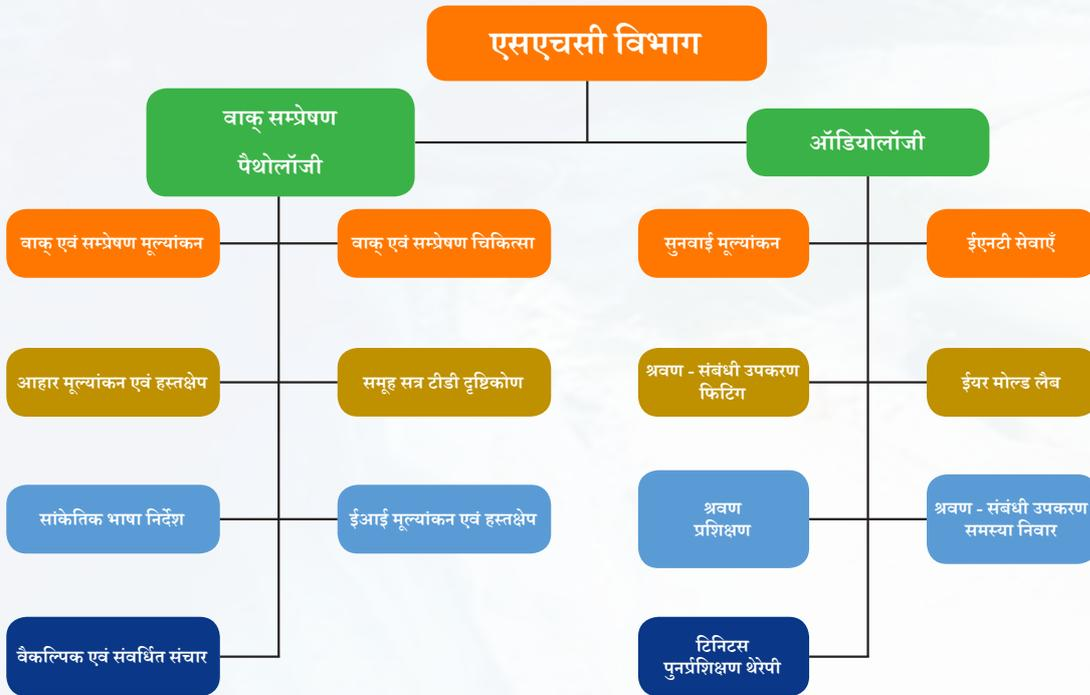 एसएचसी विभाग
वाक् सम्प्रेषण
पैथोलॉजी
ऑडियोलॉजी
वाक् एवं सम्प्रेषण मूल्यांकन
वाक् एवं सम्प्रेषण चिकित्सा
सुनवाई मूल्यांकन
ईएनटी सेवाएँ
आहार मूल्यांकन एवं हस्तक्षेप
समूह सत्र टीडी दृष्टिकोण
श्रवण - संबंधी उपकरण
फिटिंग
ईयर मोल्ड लैब
सांकेतिक भाषा निर्देश
ईआई मूल्यांकन एवं हस्तक्षेप
श्रवण
प्रशिक्षण
श्रवण - संबंधी उपकरण
समस्या निवार
वैकल्पिक एवं संवर्धित संचार
टिनिटस
पुनर्प्रशिक्षण थेरेपी